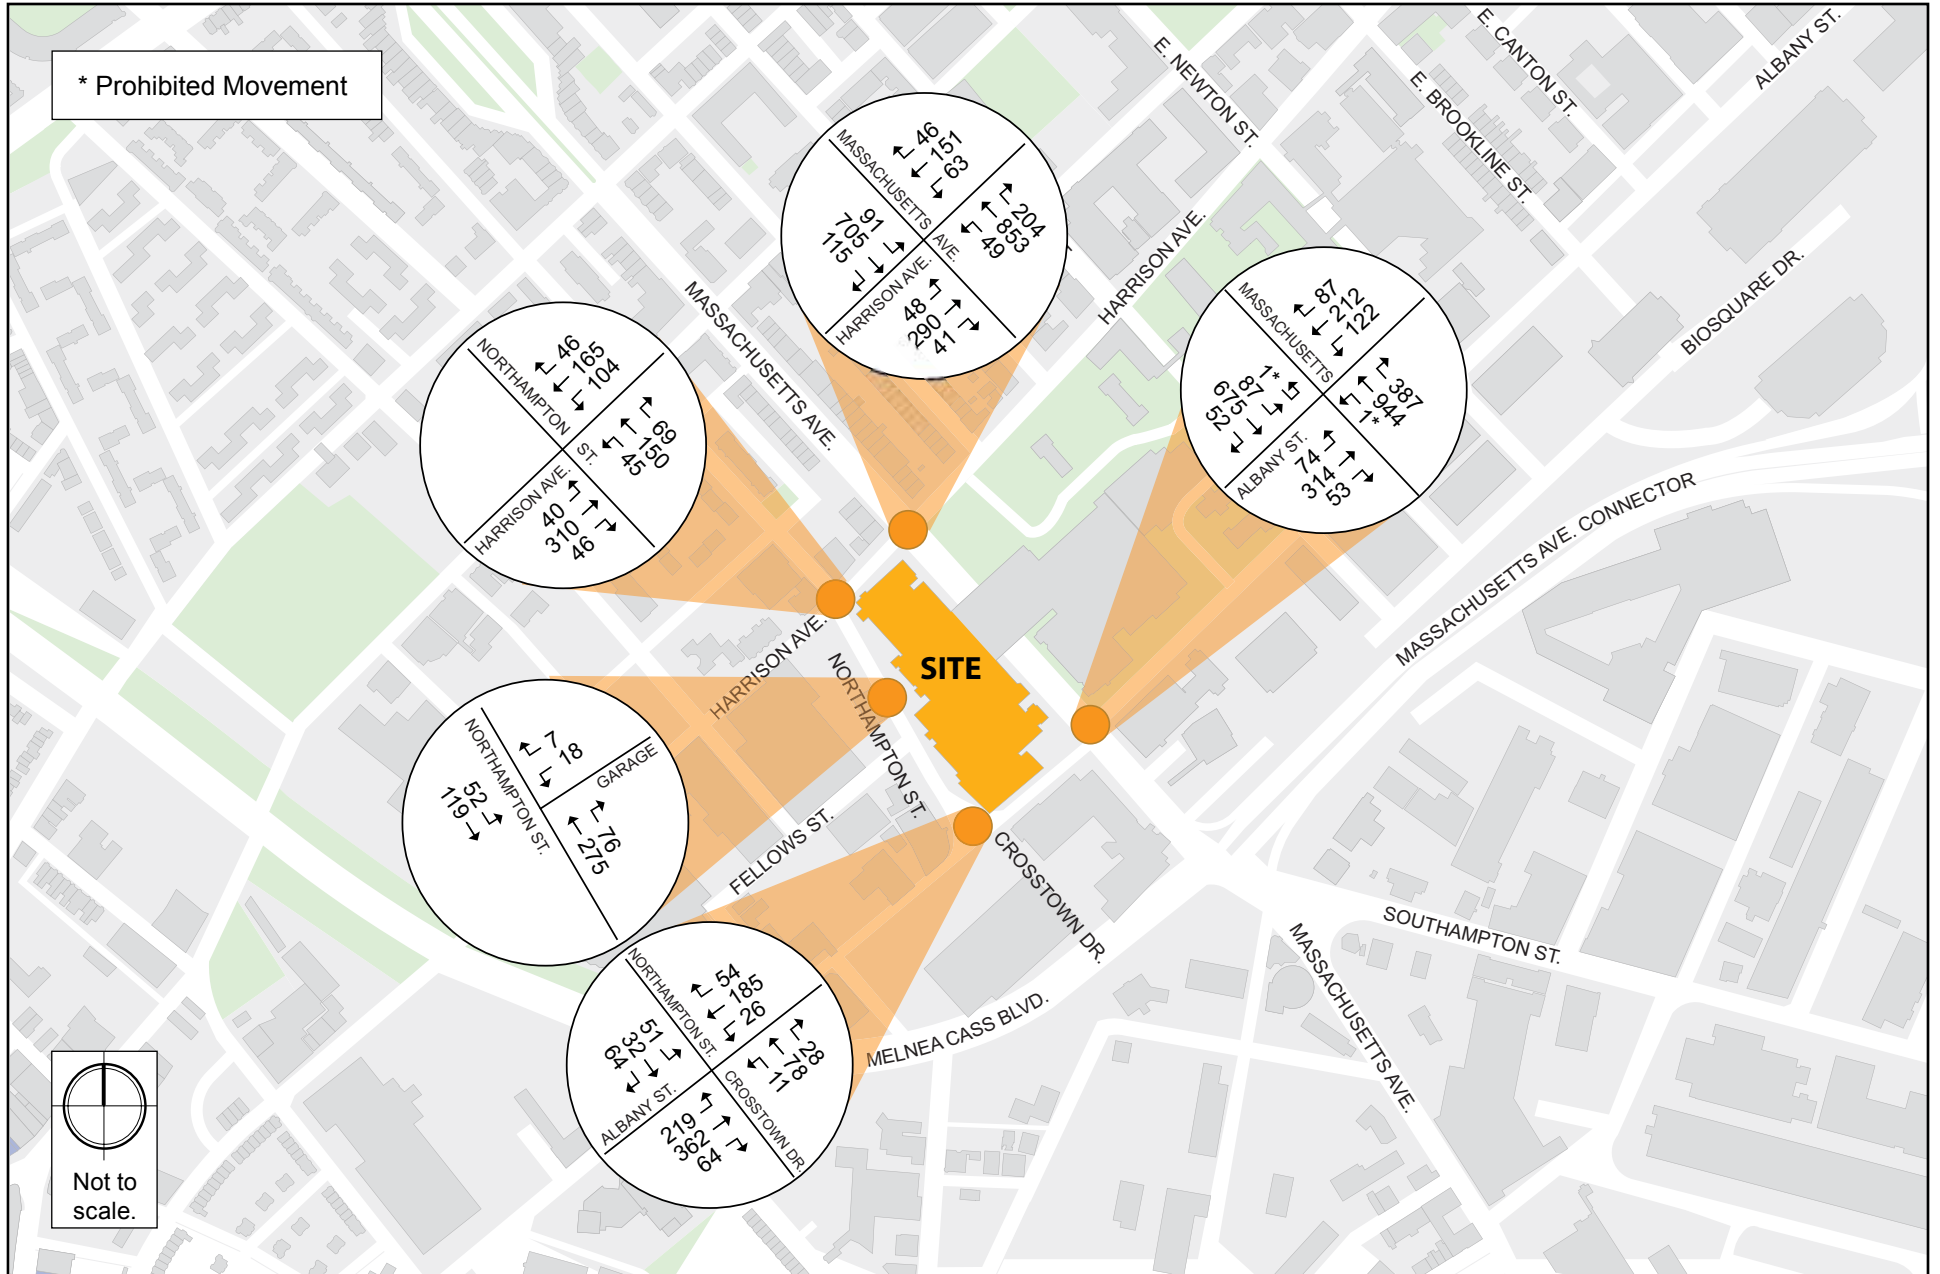 * Prohibited Movement
E. NEWTON ST.
E. CANTON ST.
E. BROOKLINE ST.
ALBANY ST.
HARRISON AVE.
BIOSQUARE DR.
MASSACHUSETTS AVE.
MASSACHUSETTS AVE. CONNECTOR
MASSACHUSETTS AVE.
46
151
63
204
853
49
91
705
115
HARRISON AVE.
48
290
41
MASSACHUSETTS
87
212
122
387
944
1*
1*
87
675
52
ALBANY ST.
74
314
53
NORTHAMPTON ST.
46
165
104
69
150
45
HARRISON AVE.
40
310
46
SITE
HARRISON AVE.
NORTHAMPTON ST.
NORTHAMPTON ST.
7
18
GARAGE
76
275
52
119
FELLOWS ST.
CROSSTOWN DR.
SOUTHAMPTON ST.
MASSACHUSETTS AVE.
MELNEA CASS BLVD.
NORTHAMPTON ST.
54
185
26
28
78
11
CROSSTOWN DR.
51
32
64
ALBANY ST.
219
362
64
Not to
scale.